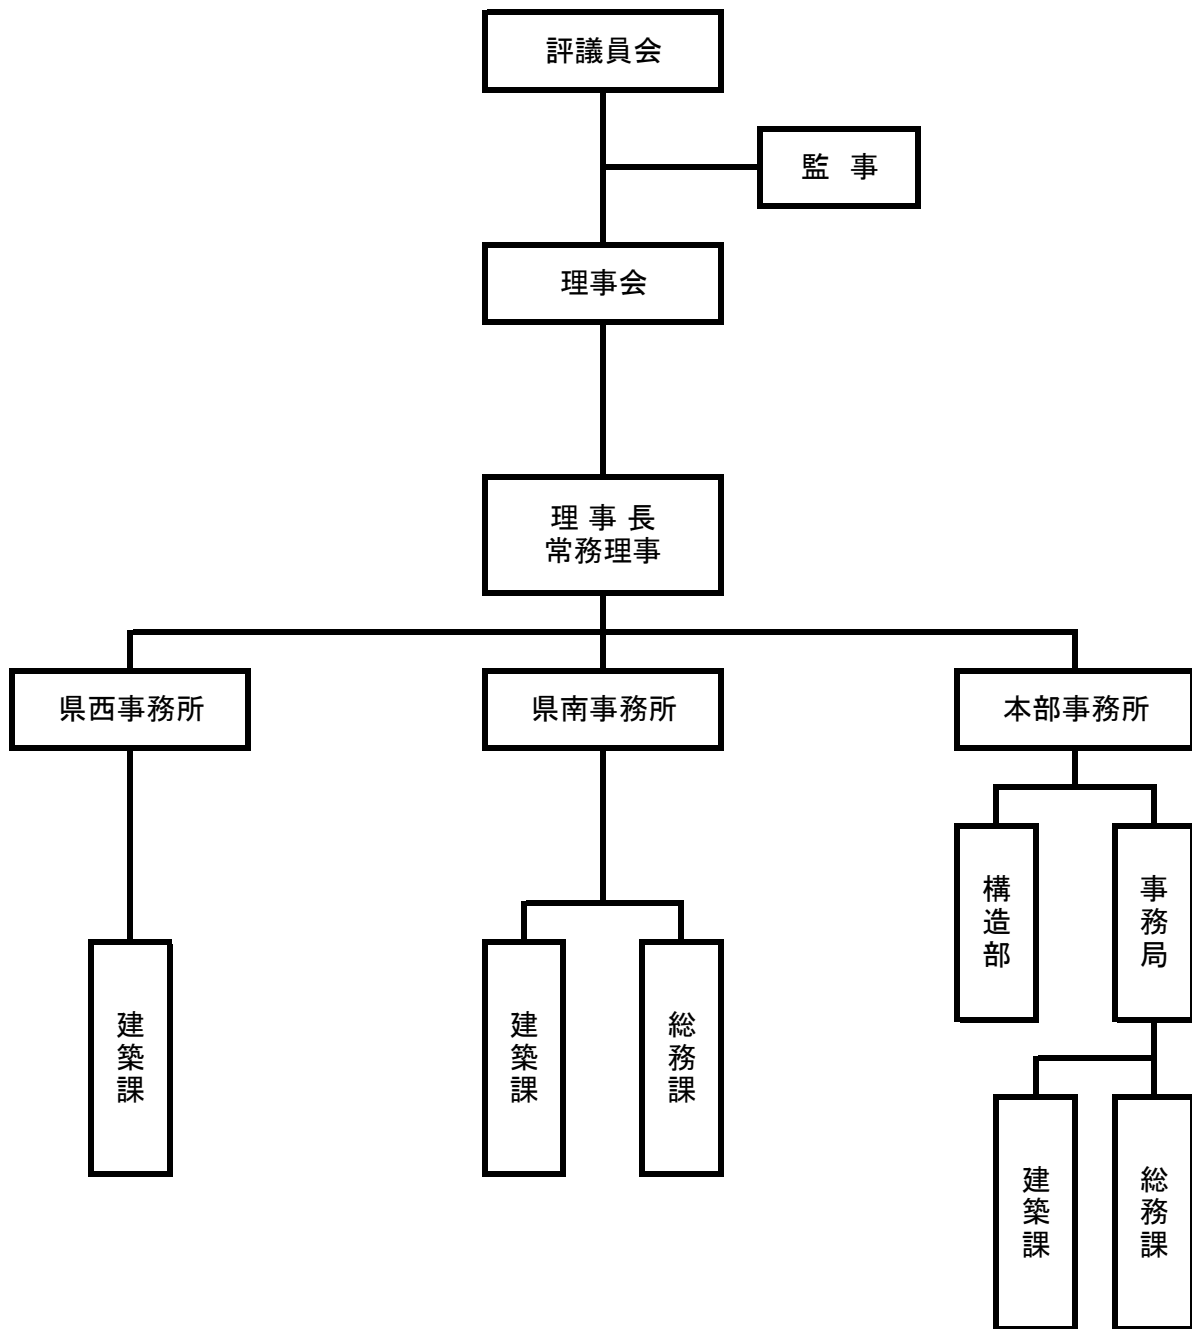 評議員会
監 事
理事会
理 事 長
常務理事
県西事務所
県南事務所
本部事務所
構造部
事務局
建築課
建築課
総務課
建築課
総務課